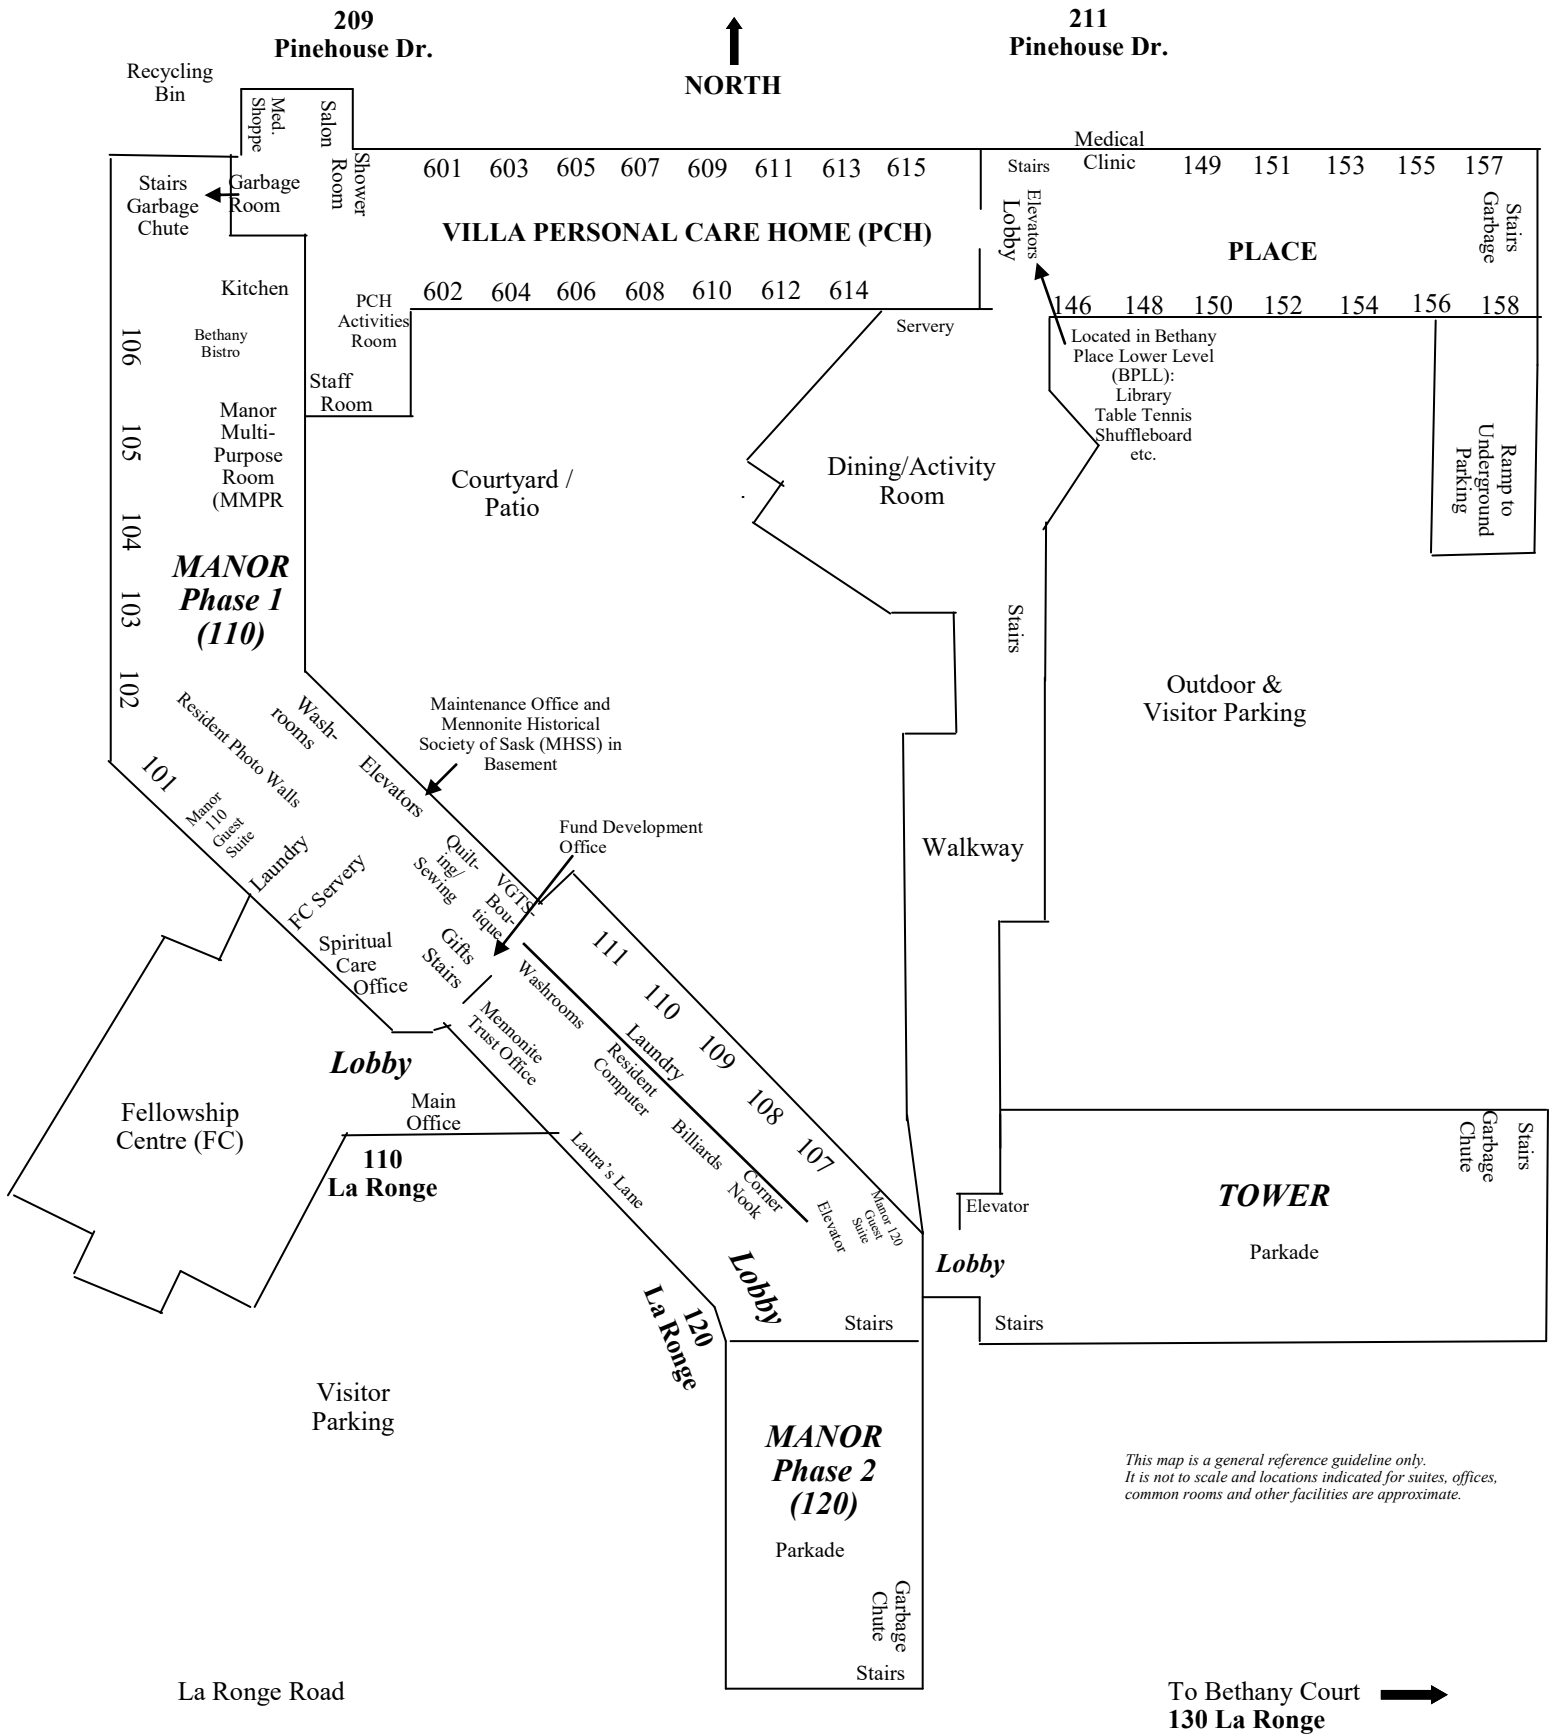 209
Pinehouse Dr.
NORTH
211
Pinehouse Dr.
Recycling
Bin
Med.
Shoppe
Salon
Shower
Room
Stairs
Garbage
Chute
Garbage
Room
601 603 605 607 609 611 613 615
VILLA PERSONAL CARE HOME (PCH)
602 604 606 608 610 612 614
Stairs
Elevators
Lobby
Medical
Clinic
149 151 153 155 157
PLACE
Stairs
Garbage
146 148 150 152 154 156 158
Kitchen
Bethany
Bistro
PCH
Activities
Room
Staff
Room
Servery
Located in Bethany
Place Lower Level
(BPLL):
Library
Table Tennis
Shuffleboard
etc.
Ramp to
Underground
Parking
106
105
104
103
102
101
Manor
Multi-
Purpose
Room
(MMPR
MANOR
Phase 1
(110)
Courtyard /
Patio
Dining/Activity
Room
Stairs
Outdoor &
Visitor Parking
Resident Photo Walls
Wash-
rooms
Elevators
Maintenance Office and
Mennonite Historical
Society of Sask (MHSS) in
Basement
Manor
110
Guest
Suite
Laundry
FC Servery
Quilt-
ing/
Sewing
VGTS-
Bou-
tique
Fund Development
Office
Walkway
Gifts
Stairs
Spiritual
Care
Office
111
110
109
108
107
Washrooms
Laundry
Resident
Computer
Mennonite
Trust Office
Billiards
Corner
Nook
Laura’s Lane
Elevator
Manor 120
Guest
Suite
Lobby
Main
Office
Fellowship
Centre (FC)
110
La Ronge
Lobby
120
La Ronge
Stairs
Elevator
Lobby
Stairs
TOWER
Parkade
Garbage
Chute
Stairs
Visitor
Parking
MANOR
Phase 2
(120)
Parkade
Garbage
Chute
Stairs
This map is a general reference guideline only.
It is not to scale and locations indicated for suites, offices,
common rooms and other facilities are approximate.
La Ronge Road
To Bethany Court
130 La Ronge